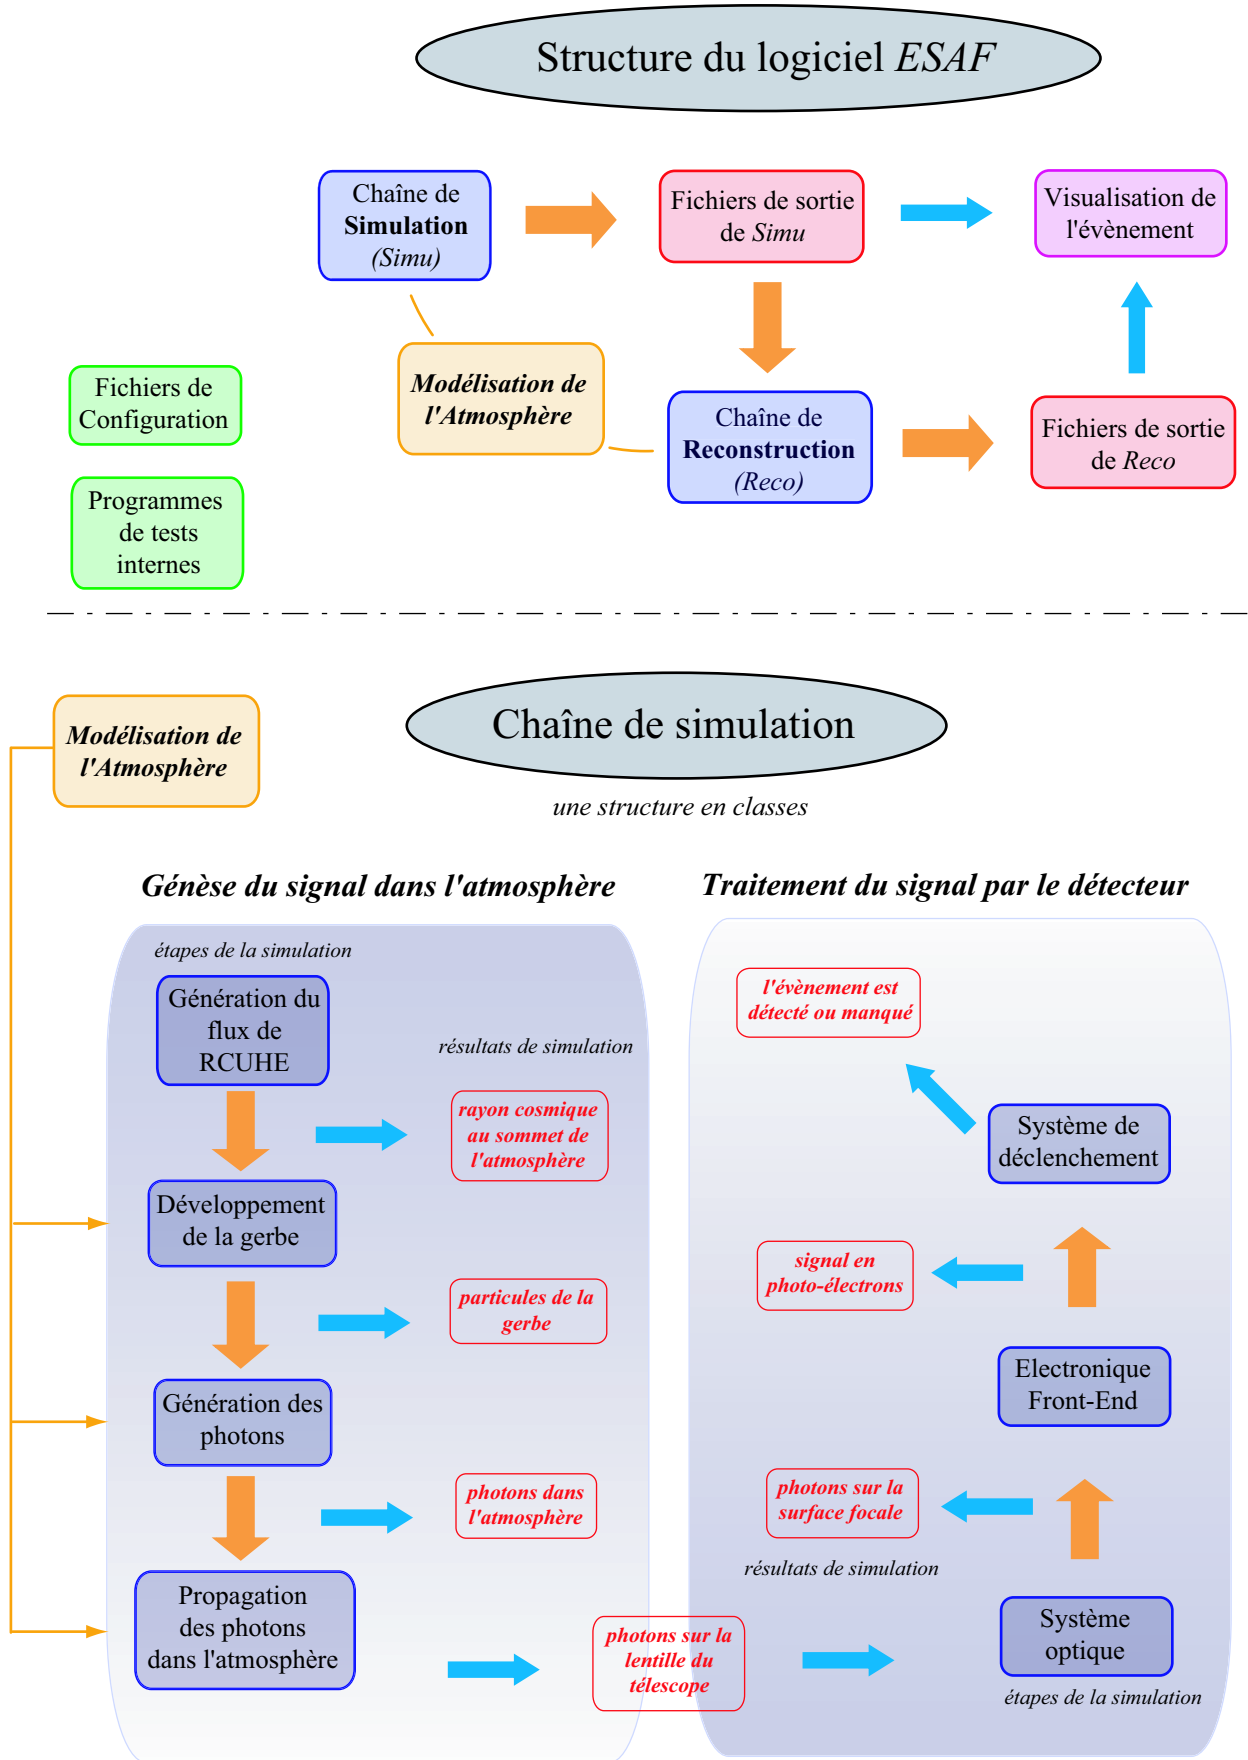 Structure du logiciel ESAF
Chaîne de
Simulation
(Simu)
Fichiers de sortie
de Simu
Visualisation de
l'évènement
Modélisation de
l'Atmosphère
Fichiers de
Configuration
Chaîne de
Reconstruction
(Reco)
Fichiers de sortie
de Reco
Programmes
de tests
internes
Modélisation de
l'Atmosphère
Chaîne de simulation
une structure en classes
Génèse du signal dans l'atmosphère
étapes de la simulation
Génération du
flux de
RCUHE
résultats de simulation
rayon cosmique
au sommet de
l'atmosphère
Développement
de la gerbe
particules de la
gerbe
Génération des
photons
photons dans
l'atmosphère
Propagation
des photons
dans l'atmosphère
photons sur la
lentille du
télescope
Traitement du signal par le détecteur
l'évènement est
détecté ou manqué
Système de
déclenchement
signal en
photo-électrons
Electronique
Front-End
photons sur la
surface focale
résultats de simulation
Système
optique
étapes de la simulation